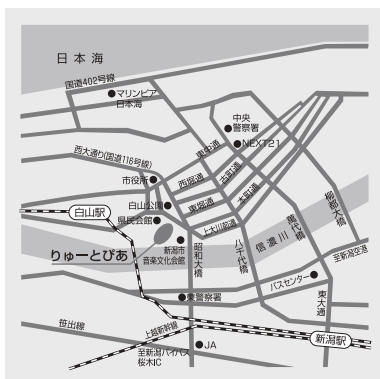 日本海
国道402号線
マリンピア
日本海
中央
警察署
NEXT21
西大通り(国道116号線)
東中通
市役所
西堀通
古町通
白山公園
東堀通
本町通
柳都大橋
白山駅
県民会館
上大川前通
萬代橋
りゅーとぴあ
新潟市
音楽文化会館
昭和大橋
八千代橋
信濃川
至新潟空港
バスセンター
東警察署
東大通
笹出線
上越新幹線
新潟駅
至新潟バイパス
桜木IC
JA